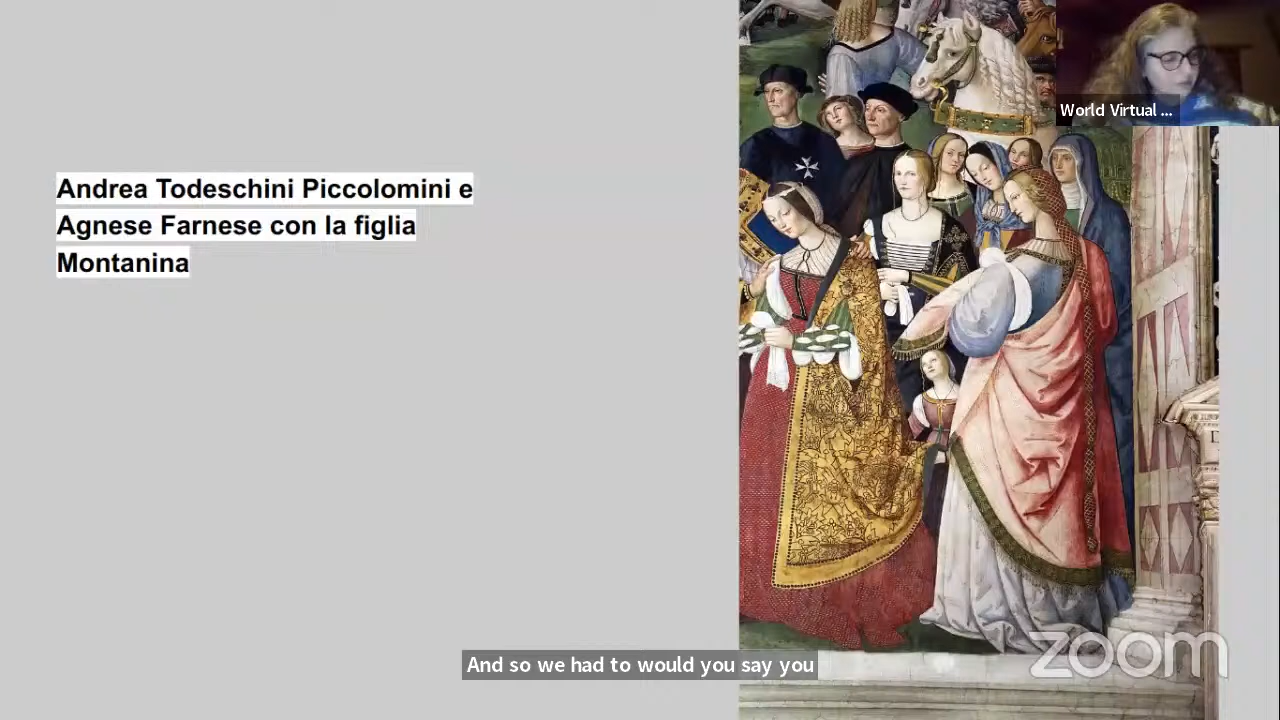 World Virtual ...
Andrea Todeschini Piccolomini e
Agnese Farnese con la figlia
Montanina
And so we had to would you say you
zoom